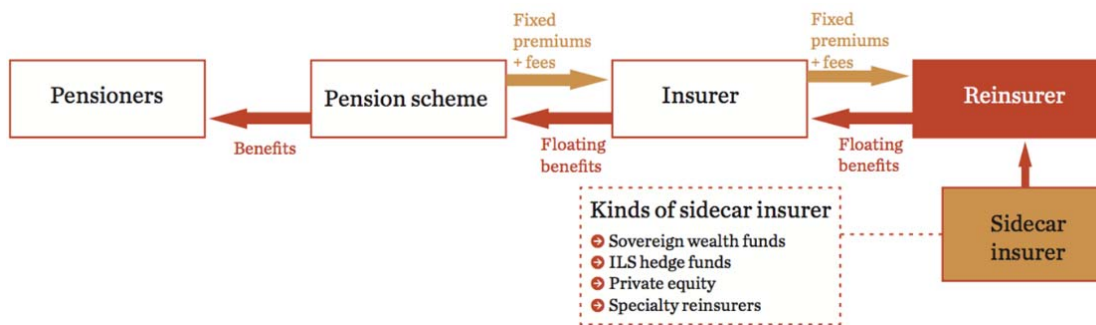 Fixed
premiums
+ fees
Fixed
premiums
+ fees
Pensioners
Pension scheme
Insurer
Reinsurer
Benefits
Floating
benefits
Floating
benefits
Kinds of sidecar insurer
Sovereign wealth funds
ILS hedge funds
Private equity
Specialty reinsurers
Sidecar
insurer